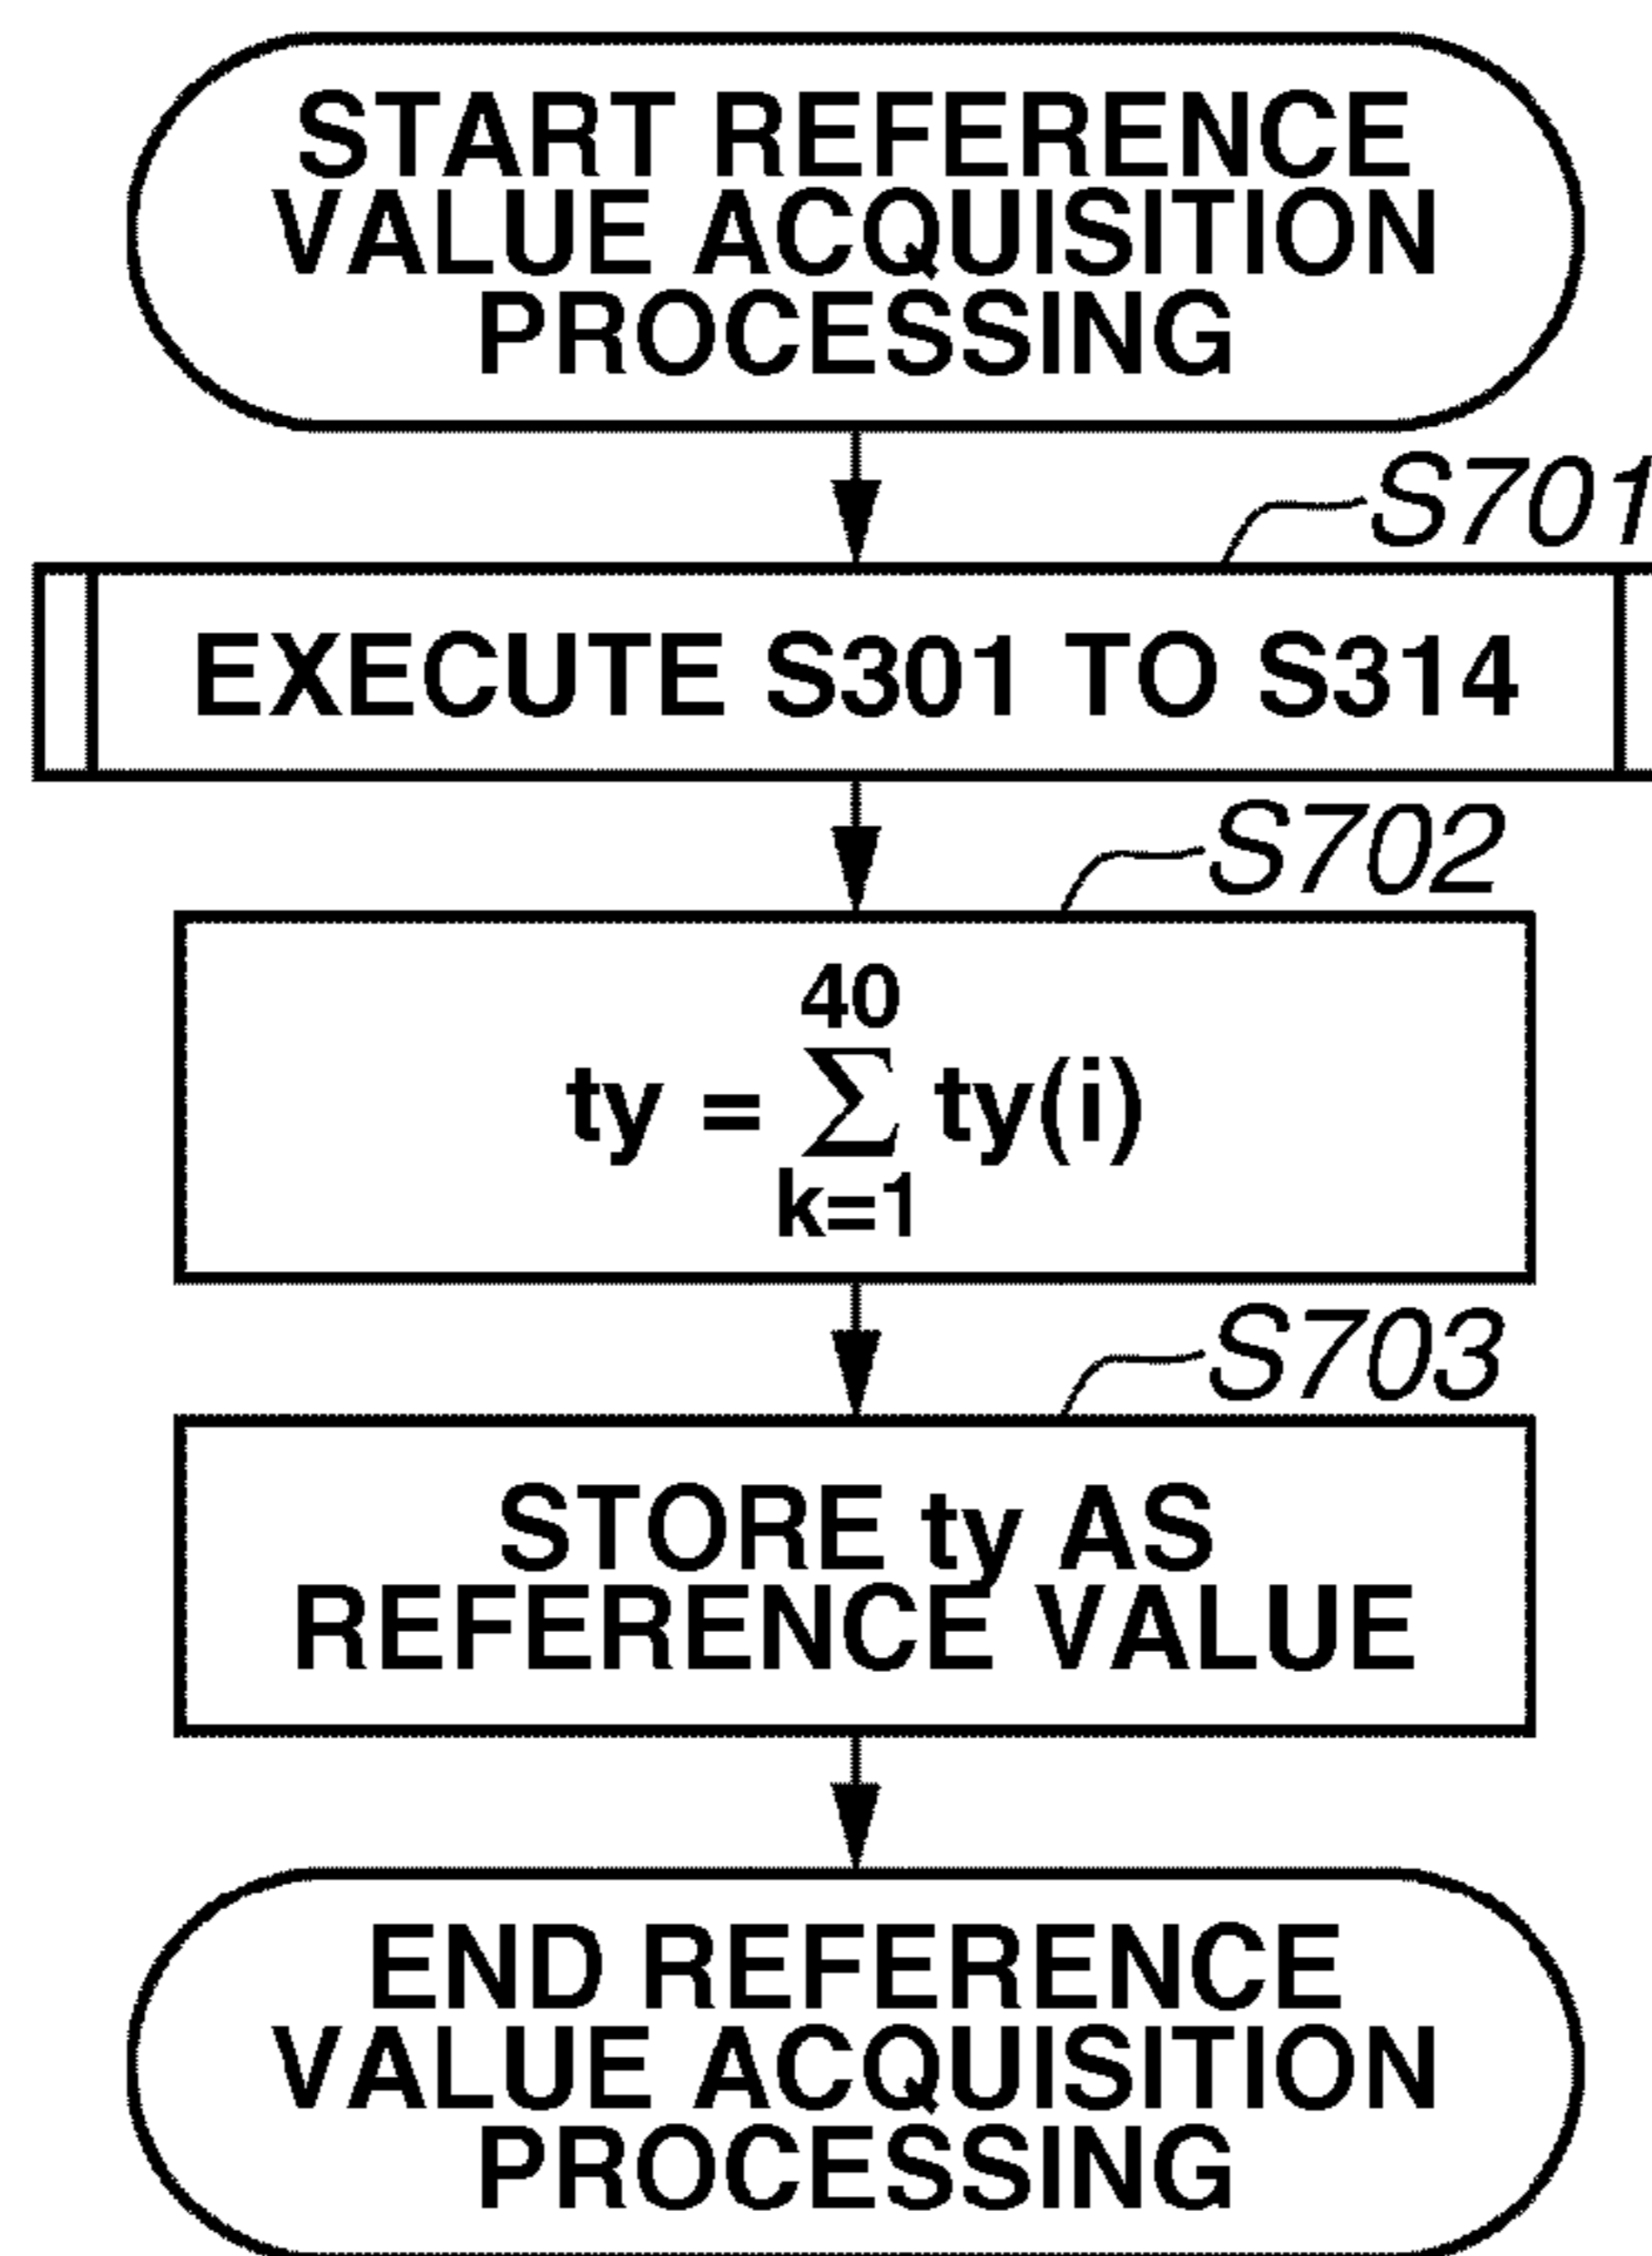 START REFERENCE
VALUE ACQUISITION
PROCESSING
S701
EXECUTE S301 TO S314
S702
40
ty = Σ ty(i)
k=1
S703
STORE ty AS
REFERENCE VALUE
END REFERENCE
VALUE ACQUISITION
PROCESSING